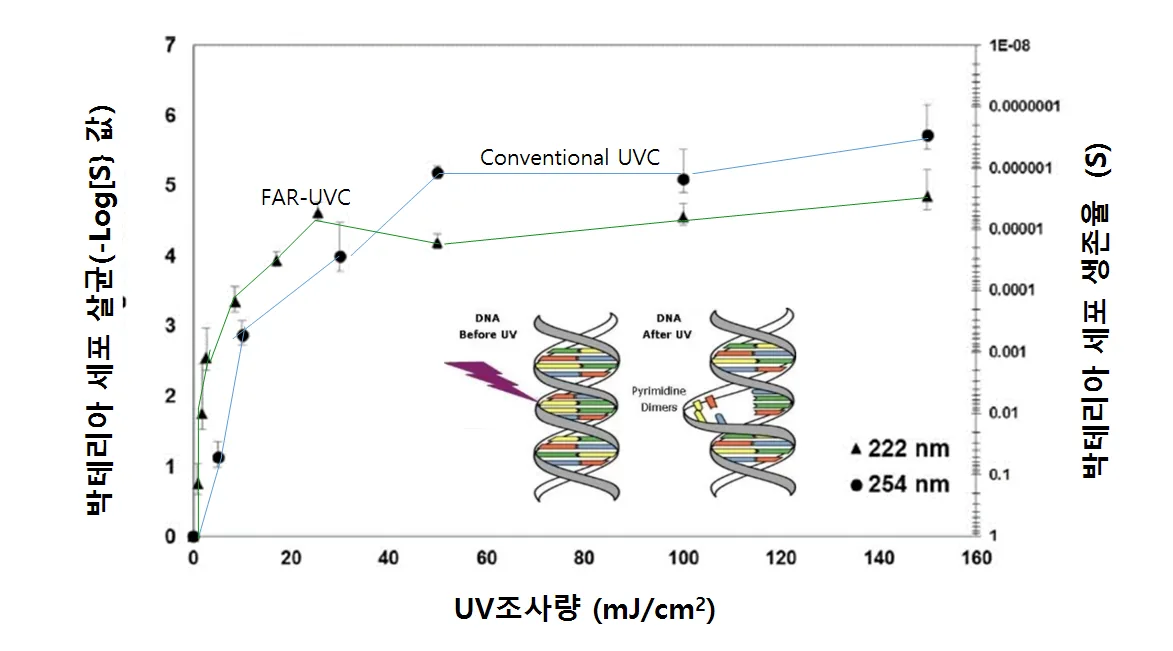 7
6
5
4
3
2
1
0
박테리아 세포 살균(-Log[S} 값)
1E-08
0.0000001
0.000001
0.00001
0.0001
0.001
0.01
0.1
1
박테리아 세포 생존율 (S)
Conventional UVC
FAR-UVC
DNA
Before UV
DNA
After UV
Pyrimidine
Dimers
222 nm
254 nm
0 20 40 60 80 100 120 140 160
UV조사량 (mJ/cm²)